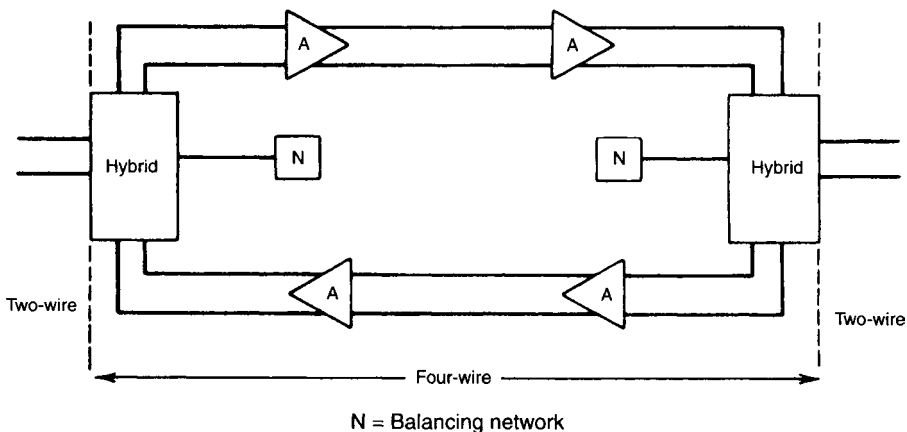 A
A
Hybrid
N
N
Hybrid
A
A
Two-wire
Two-wire
Four-wire
N = Balancing network